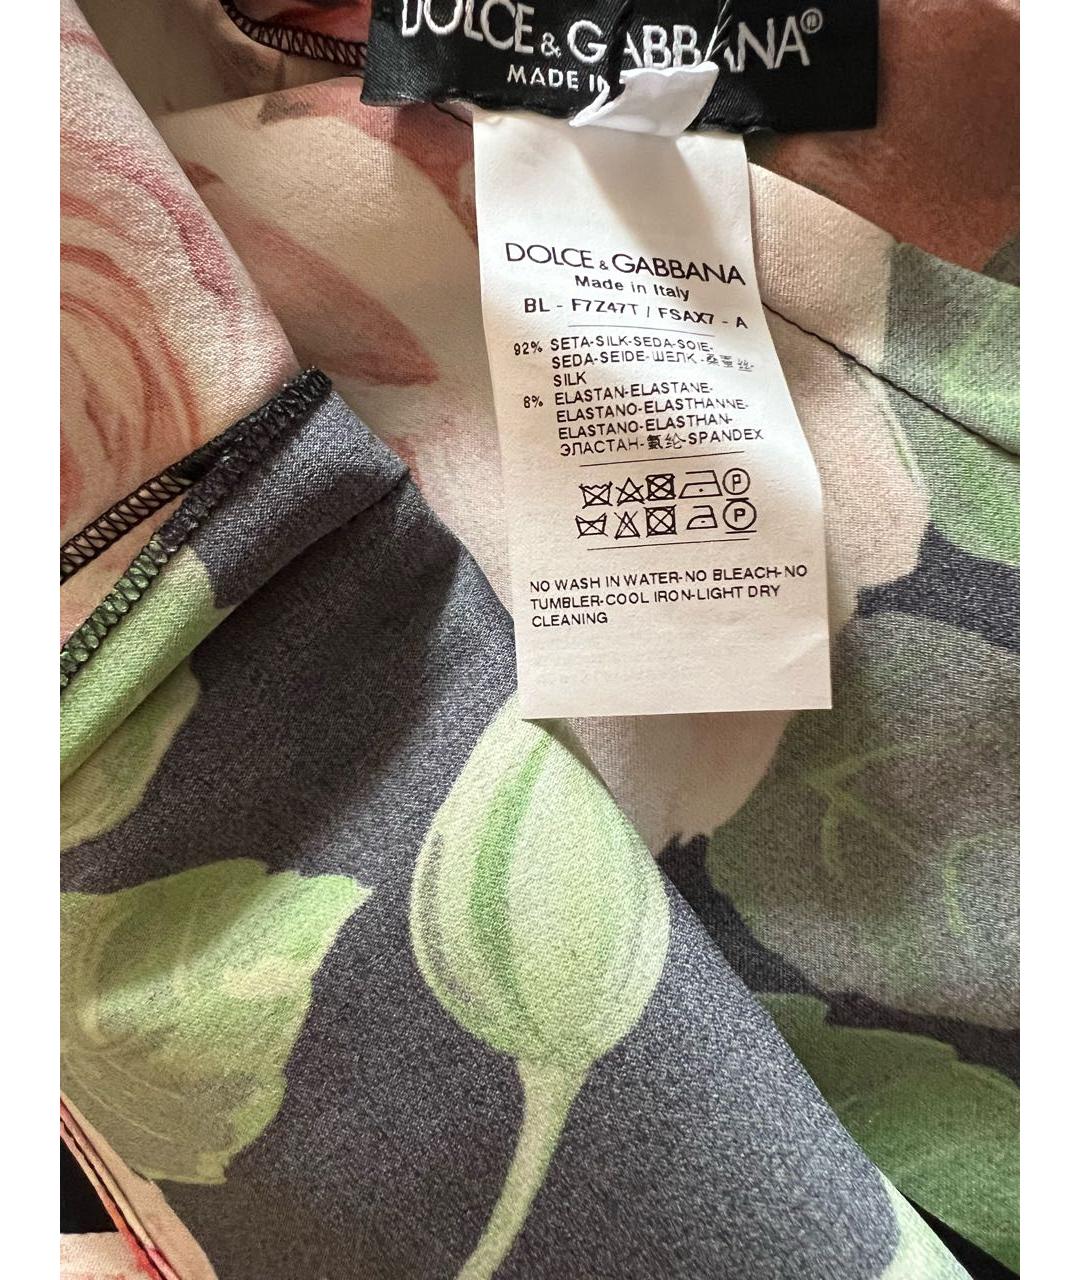 DOLCE & GABBANA®
MADE IN
DOLCE & GABBANA
Made in Italy
BL - F7Z47T / FSAX7 - A
92% SETA-SILK-SEDA-SOIE-
SEDA-SEIDE-ШЕЛК-桑蚕丝-
SILK
8% ELASTAN-ELASTANE-
ELASTANO-ELASTHANNE-
ELASTANO-ELASTHAN-
ЭЛАСТАН-氨纶-SPANDEX
P
P
NO WASH IN WATER-NO BLEACH-NO
TUMBLER-COOL IRON-LIGHT DRY
CLEANING